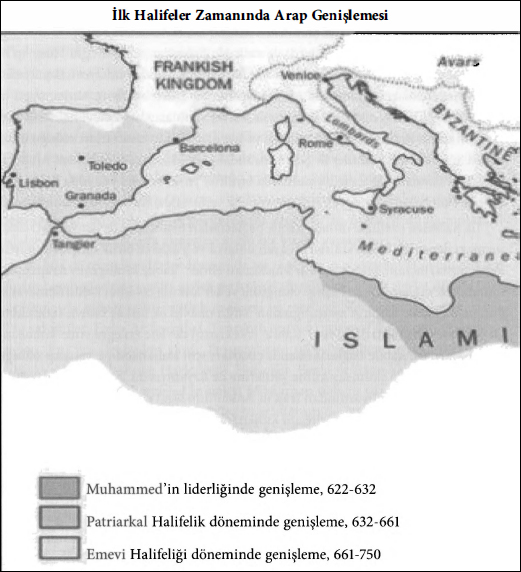 İlk Halifeler Zamanında Arap Genişlemesi
FRANKISH
KINGDOM
Venice
Avars
BYZANTINE
Lombards
Barcelona
Rome
Toledo
Lisbon
Granada
Syracuse
Tangier
Mediterrane
ISLAMI
Muhammed’in liderliğinde genişleme, 622-632
Patriarkal Halifelik döneminde genişleme, 632-661
Emevi Halifeliği döneminde genişleme, 661-750